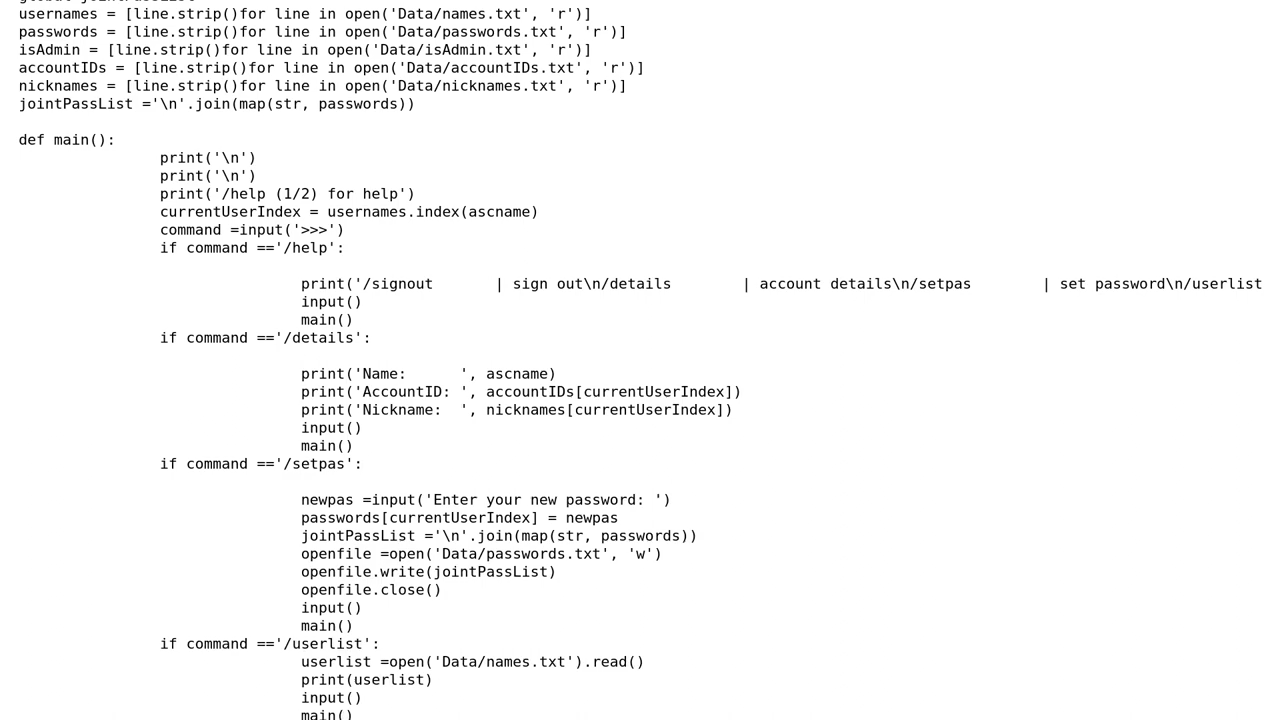 usernames = [line.strip()for line in open('Data/names.txt', 'r')]
passwords = [line.strip()for line in open('Data/passwords.txt', 'r')]
isAdmin = [line.strip()for line in open('Data/isAdmin.txt', 'r')]
accountIDs = [line.strip()for line in open('Data/accountIDs.txt', 'r')]
nicknames = [line.strip()for line in open('Data/nicknames.txt', 'r')]
jointPassList ='\n'.join(map(str, passwords))
def main():
print('\n')
print('\n')
print('/help (1/2) for help')
currentUserIndex = usernames.index(ascname)
command =input('>>>')
if command =='/help':
print('/signout       | sign out\n/details        | account details\n/setpas        | set password\n/userlist
input()
main()
if command =='/details':
print('Name:      ', ascname)
print('AccountID: ', accountIDs[currentUserIndex])
print('Nickname:  ', nicknames[currentUserIndex])
input()
main()
if command =='/setpas':
newpas =input('Enter your new password: ')
passwords[currentUserIndex] = newpas
jointPassList ='\n'.join(map(str, passwords))
openfile =open('Data/passwords.txt', 'w')
openfile.write(jointPassList)
openfile.close()
input()
main()
if command =='/userlist':
userlist =open('Data/names.txt').read()
print(userlist)
input()
main()